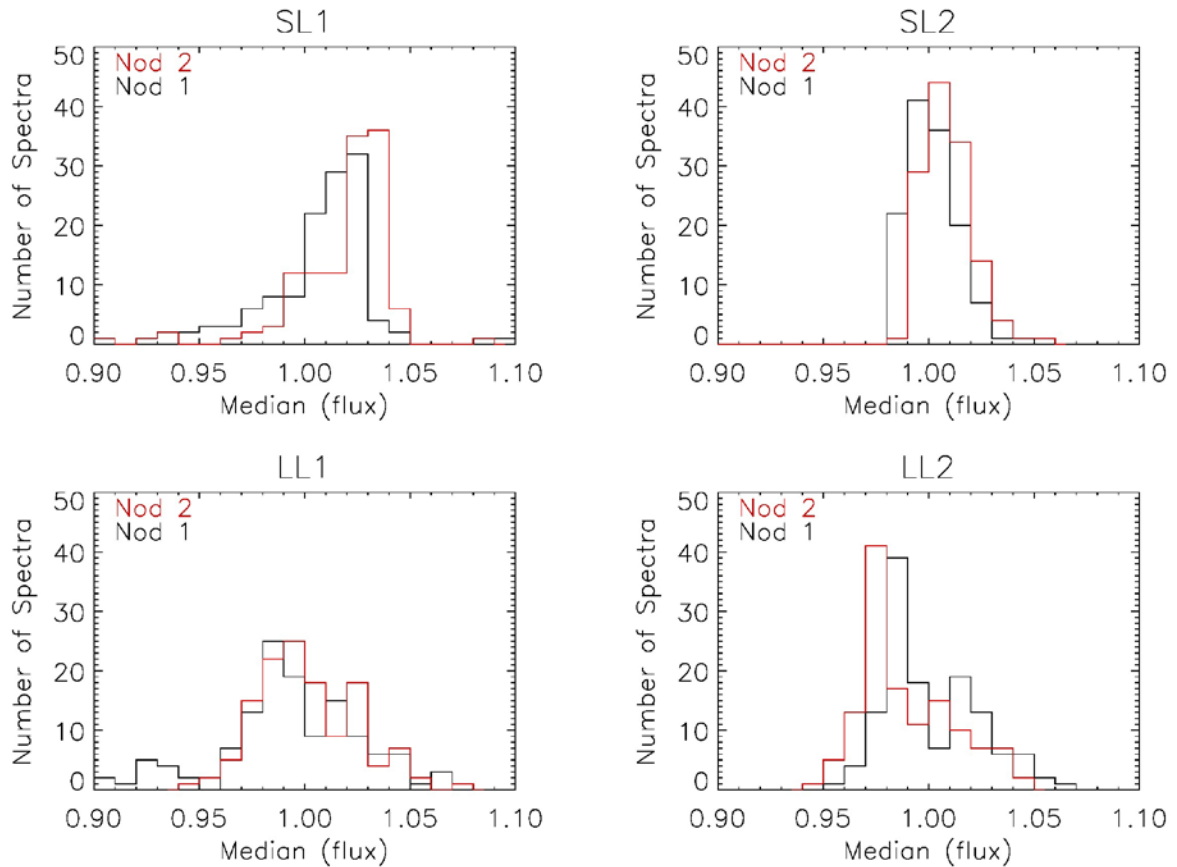 SL1
50
40
30
20
10
0
Number of Spectra
Nod 2
Nod 1
0.90 0.95 1.00 1.05 1.10
Median (flux)
SL2
50
40
30
20
10
0
Number of Spectra
Nod 2
Nod 1
0.90 0.95 1.00 1.05 1.10
Median (flux)
LL1
50
40
30
20
10
0
Number of Spectra
Nod 2
Nod 1
0.90 0.95 1.00 1.05 1.10
Median (flux)
LL2
50
40
30
20
10
0
Number of Spectra
Nod 2
Nod 1
0.90 0.95 1.00 1.05 1.10
Median (flux)